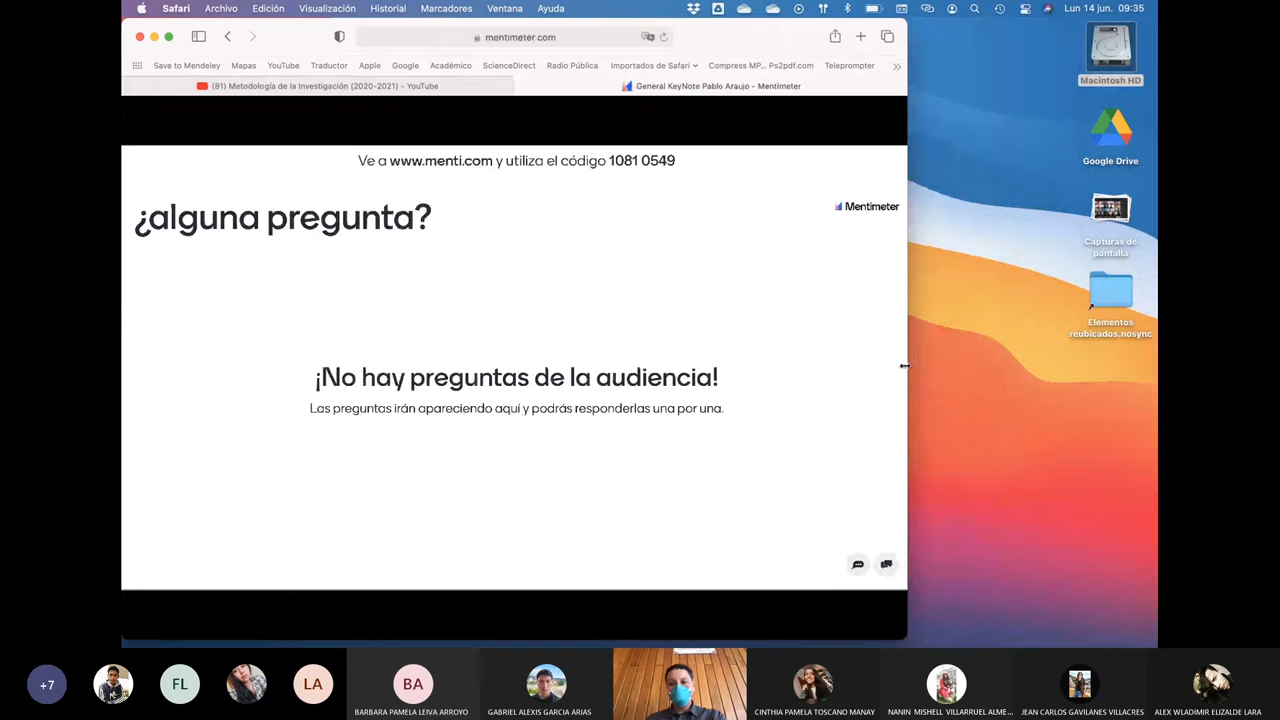 Safari Archivo Edición Visualización Historial Marcadores Ventana Ayuda Lun 14 jun. 09:35
mentimeter.com
Save to Mendeley Mapas YouTube Traductor Apple Google Académico ScienceDirect Radio Pública Importados de Safari Compress MP... Ps2pdf.com Teleprompter »
(81) Metodología de la Investigación (2020-2021) - YouTube General KeyNote Pablo Araujo - Mentimeter
Macintosh HD
Google Drive
Capturas de
pantalla
Elementos
reubicados.nosync
Ve a www.menti.com y utiliza el código 1081 0549
¿alguna pregunta?
Mentimeter
¡No hay preguntas de la audiencia!
Las preguntas irán apareciendo aquí y podrás responderlas una por una.
+7 FL LA BA
BARBARA PAMELA LEIVA ARROYO GABRIEL ALEXIS GARCIA ARIAS CINTHIA PAMELA TOSCANO MANAY NANIN MISHELL VILLARRUEL ALME... JEAN CARLOS GAVILANES VILLACRES ALEX WLADIMIR ELIZALDE LARA